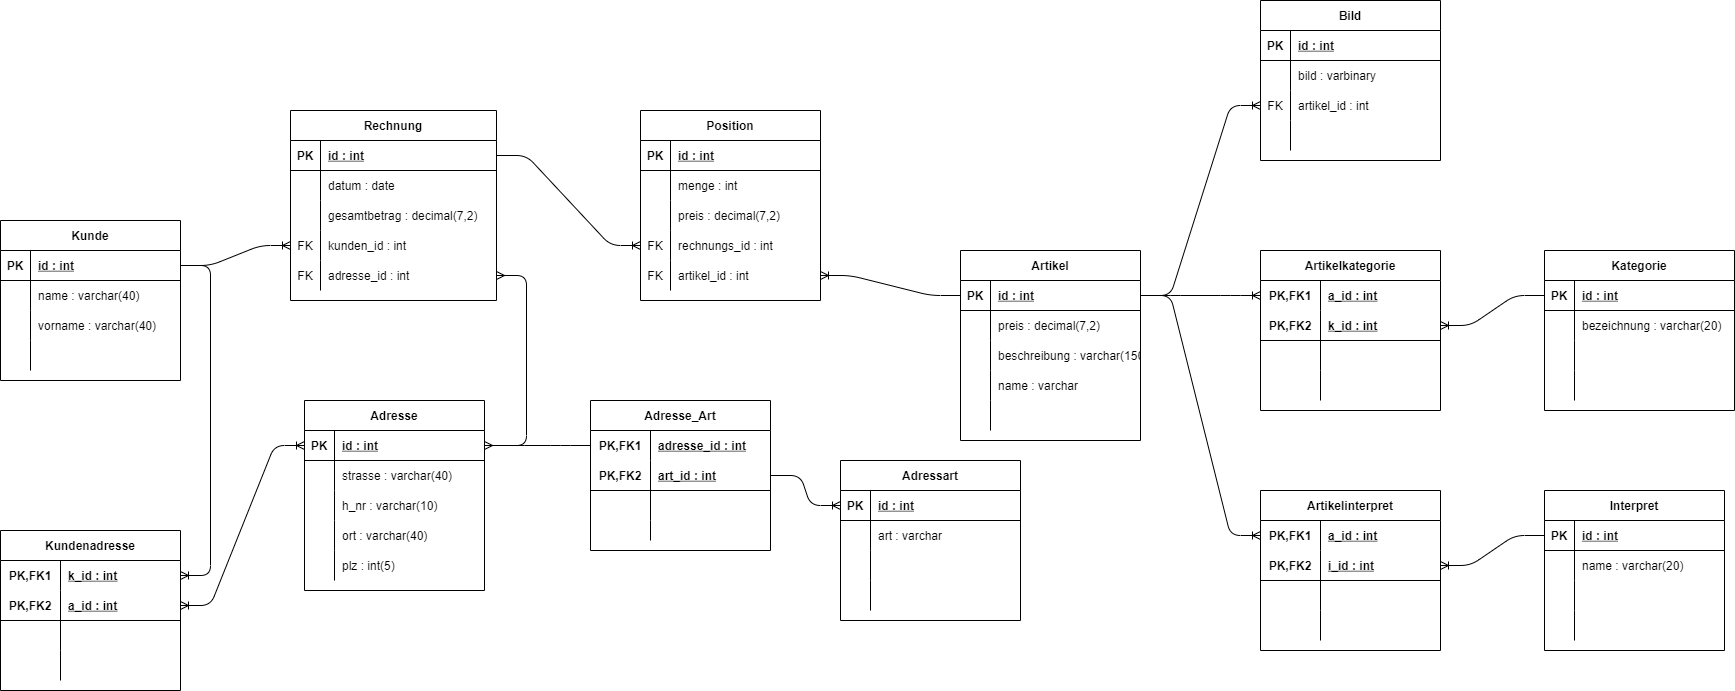 Bild
PK id : int
bild : varbinary
FK artikel_id : int
Rechnung
PK id : int
datum : date
gesamtbetrag : decimal(7,2)
FK kunden_id : int
FK adresse_id : int
Position
PK id : int
menge : int
preis : decimal(7,2)
FK rechnungs_id : int
FK artikel_id : int
Kunde
PK id : int
name : varchar(40)
vorname : varchar(40)
Artikel
PK id : int
preis : decimal(7,2)
beschreibung : varchar(150
name : varchar
Artikelkategorie
PK,FK1 a_id : int
PK,FK2 k_id : int
Kategorie
PK id : int
bezeichnung : varchar(20)
Adresse
PK id : int
strasse : varchar(40)
h_nr : varchar(10)
ort : varchar(40)
plz : int(5)
Adresse_Art
PK,FK1 adresse_id : int
PK,FK2 art_id : int
Adressart
PK id : int
art : varchar
Artikelinterpret
PK,FK1 a_id : int
PK,FK2 i_id : int
Interpret
PK id : int
name : varchar(20)
Kundenadresse
PK,FK1 k_id : int
PK,FK2 a_id : int